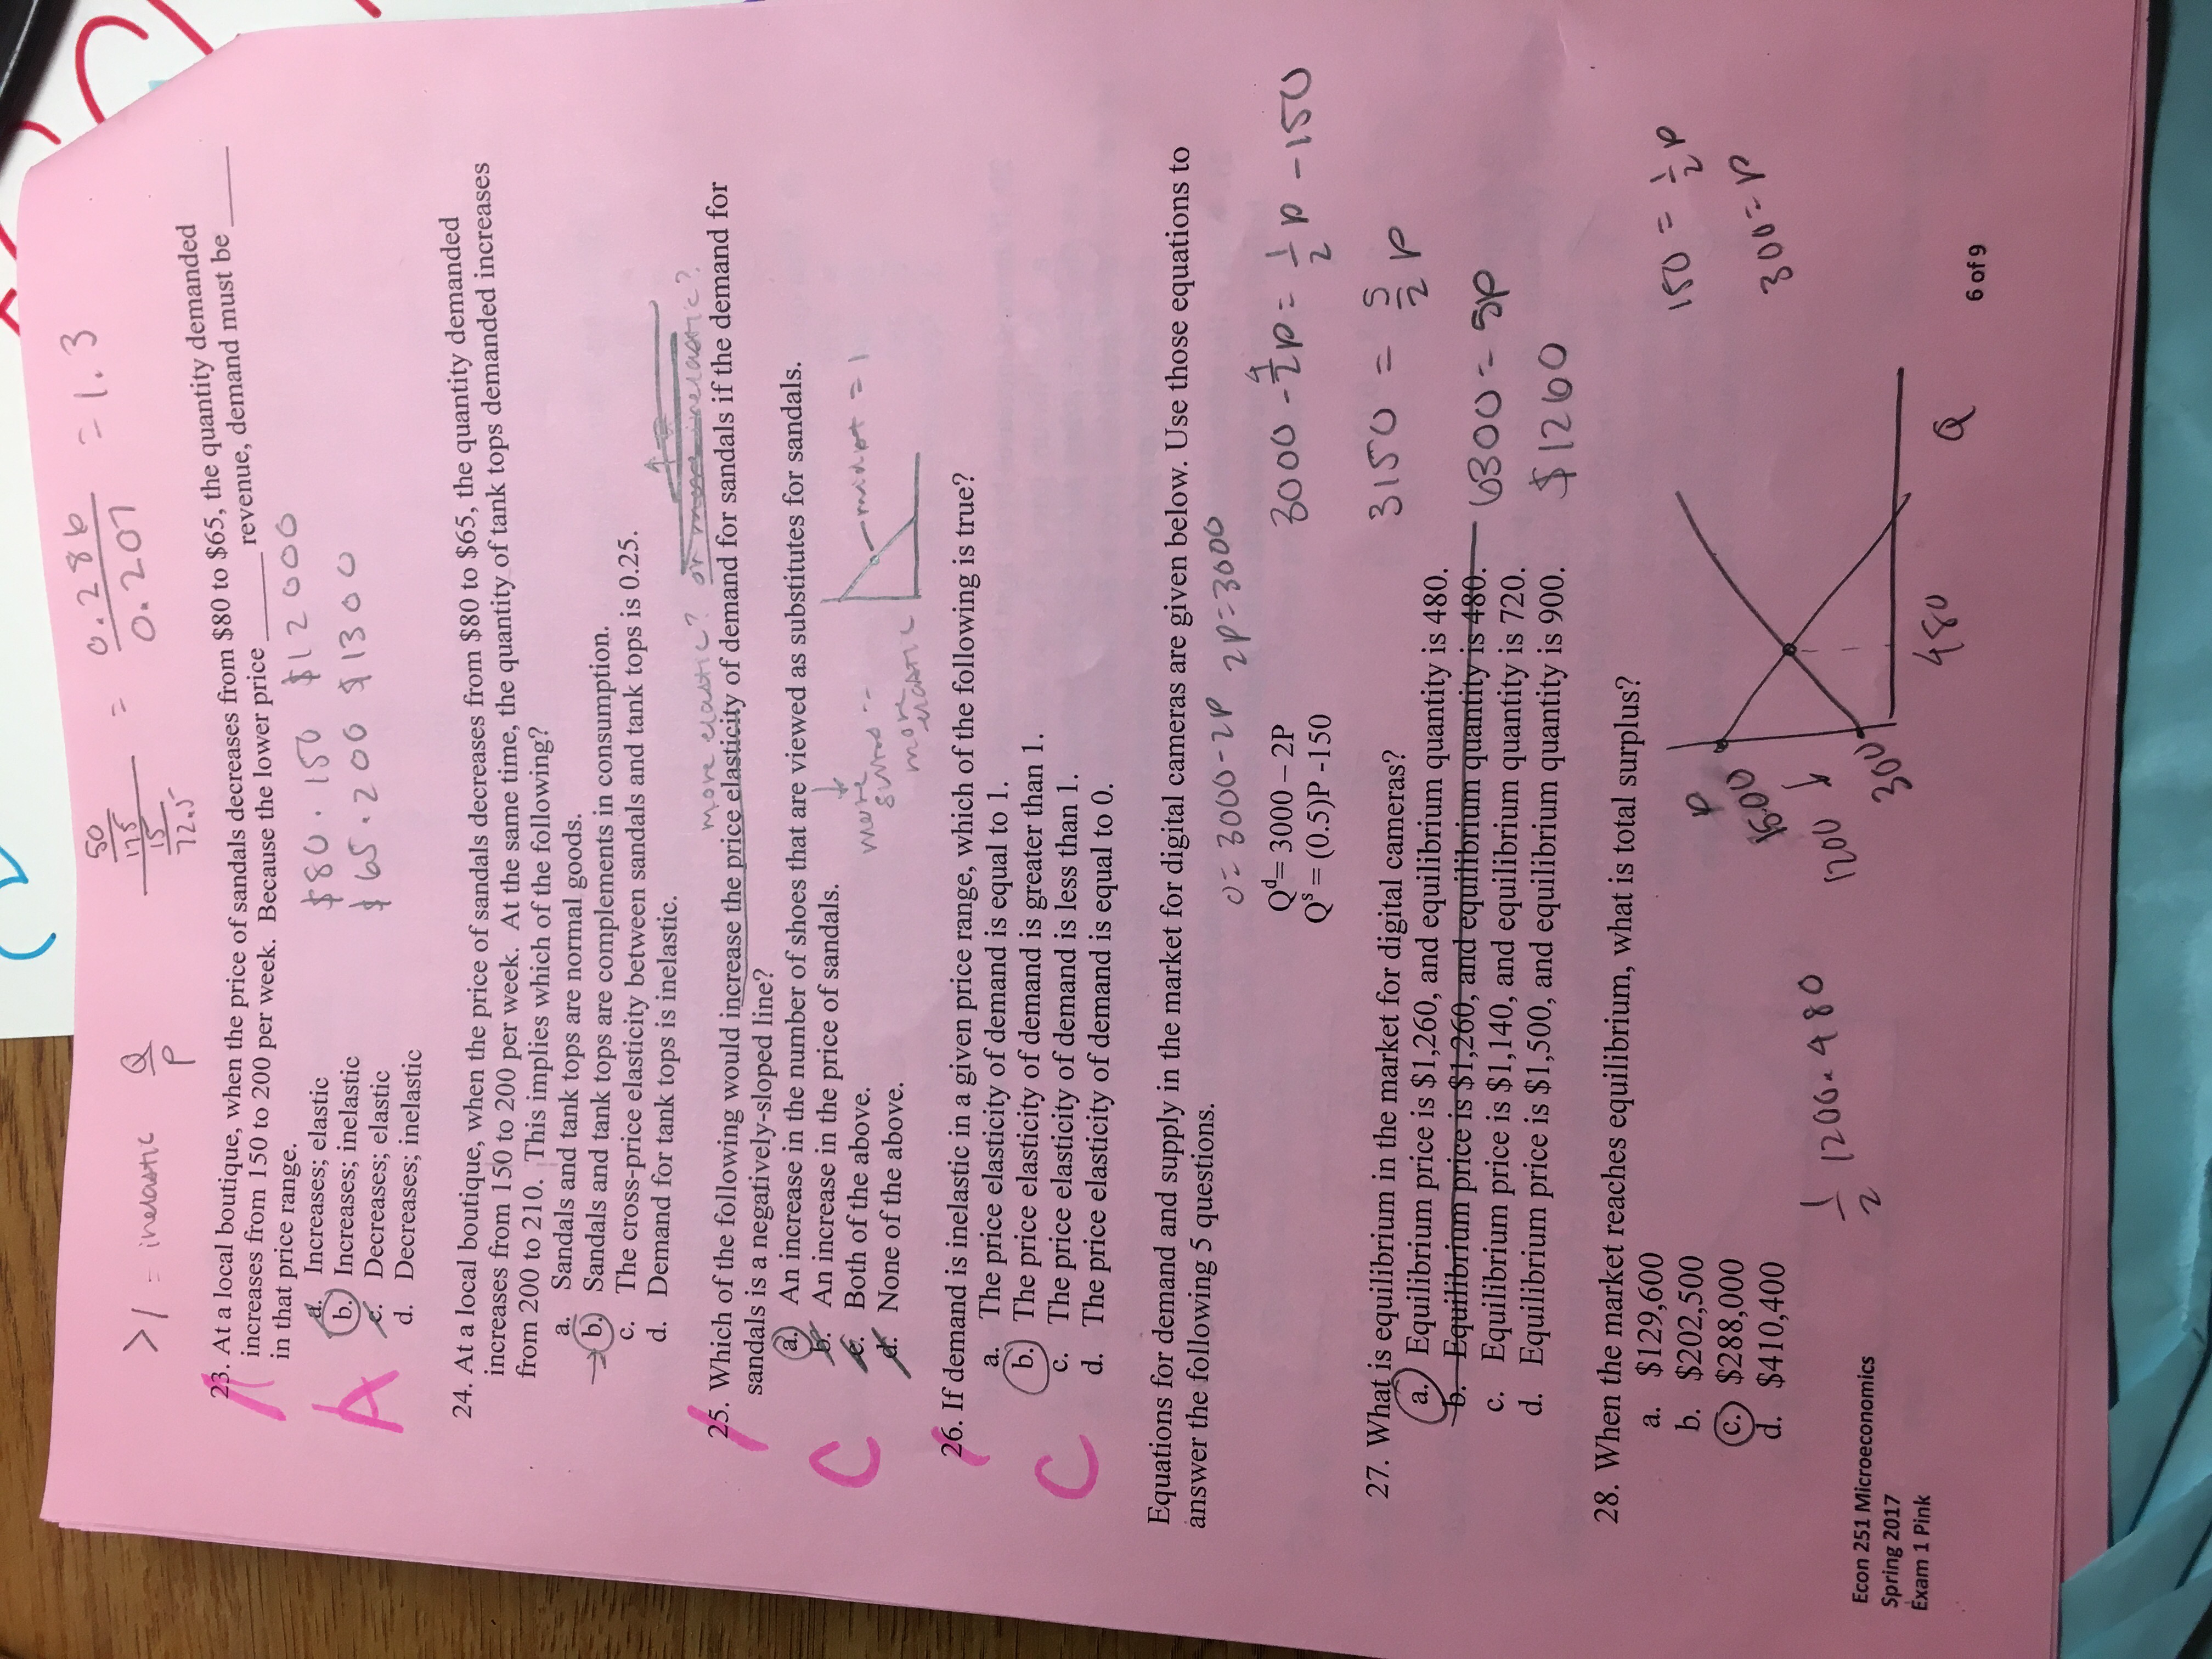 50
175
15
72.5
= 0.286
0.207
= 1.3
>1 = inelastic
Q
P
23. At a local boutique, when the price of sandals decreases from $80 to $65, the quantity demanded
increases from 150 to 200 per week. Because the lower price ______ revenue, demand must be ______
in that price range.
a. Increases; elastic
b. Increases; inelastic
c. Decreases; elastic
d. Decreases; inelastic
A
$80 · 150 $12000
$65 · 200 $1300
24. At a local boutique, when the price of sandals decreases from $80 to $65, the quantity demanded
increases from 150 to 200 per week. At the same time, the quantity of tank tops demanded increases
from 200 to 210. This implies which of the following?
a. Sandals and tank tops are normal goods.
b. Sandals and tank tops are complements in consumption.
c. The cross-price elasticity between sandals and tank tops is 0.25.
d. Demand for tank tops is inelastic.
more elastic? or more inelastic?
25. Which of the following would increase the price elasticity of demand for sandals if the demand for
sandals is a negatively-sloped line?
a. An increase in the number of shoes that are viewed as substitutes for sandals.
b. An increase in the price of sandals.
c. Both of the above.
d. None of the above.
C
more
more
elastic
midpt = 1
26. If demand is inelastic in a given price range, which of the following is true?
a. The price elasticity of demand is equal to 1.
b. The price elasticity of demand is greater than 1.
c. The price elasticity of demand is less than 1.
d. The price elasticity of demand is equal to 0.
C
Equations for demand and supply in the market for digital cameras are given below. Use those equations to
answer the following 5 questions.
0 = 3000 - 2P 2P = 3000
Qᵈ= 3000 – 2P
Qˢ = (0.5)P -150
3000 - 4/2 P = 1/2 P - 150
3150 = 5/2 P
6300 = 5P
$1260
27. What is equilibrium in the market for digital cameras?
a. Equilibrium price is $1,260, and equilibrium quantity is 480.
b. Equilibrium price is $1,260, and equilibrium quantity is 480.
c. Equilibrium price is $1,140, and equilibrium quantity is 720.
d. Equilibrium price is $1,500, and equilibrium quantity is 900.
28. When the market reaches equilibrium, what is total surplus?
a. $129,600
b. $202,500
c. $288,000
d. $410,400
1/2 1200 · 480
P
1500
1200
300
480
Q
150 = 1/2 P
300 = P
Econ 251 Microeconomics
Spring 2017
Exam 1 Pink
6 of 9